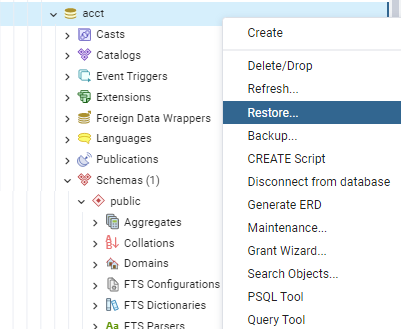 acct
Casts
Catalogs
Event Triggers
Extensions
Foreign Data Wrappers
Languages
Publications
Schemas (1)
public
Aggregates
Collations
Domains
FTS Configurations
FTS Dictionaries
Aa FTS Parsers
Create
Delete/Drop
Refresh...
Restore...
Backup...
CREATE Script
Disconnect from database
Generate ERD
Maintenance...
Grant Wizard...
Search Objects...
PSQL Tool
Query Tool